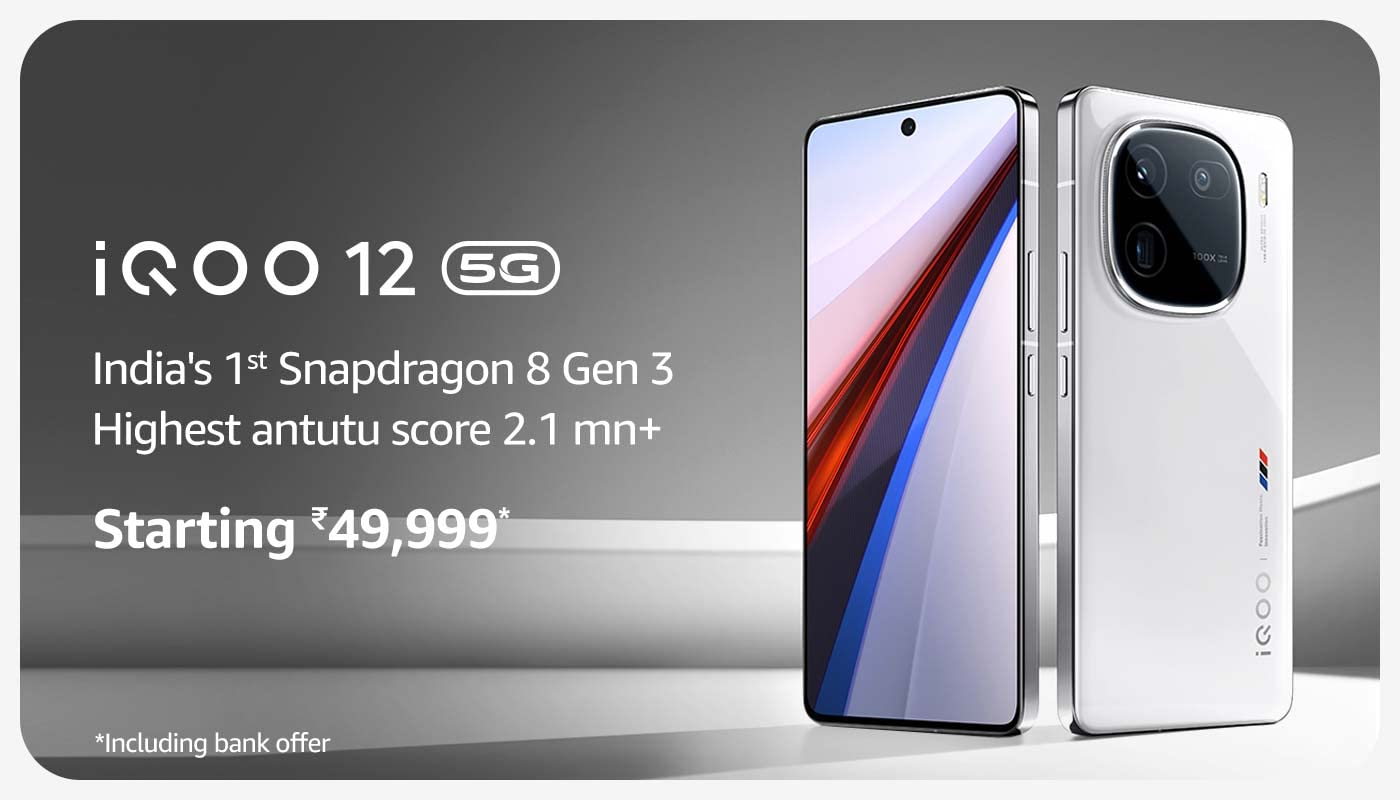 iQOO 12 5G
India's 1st Snapdragon 8 Gen 3
Highest antutu score 2.1 mn+
Starting ₹49,999*
*Including bank offer
100X
iQOO